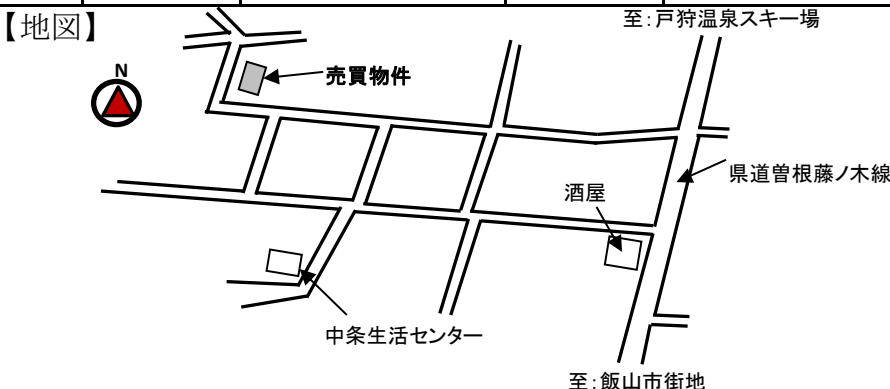 【地図】
至：戸狩温泉スキー場
N
売買物件
県道曽根藤ノ木線
酒屋
中条生活センター
至：飯山市街地